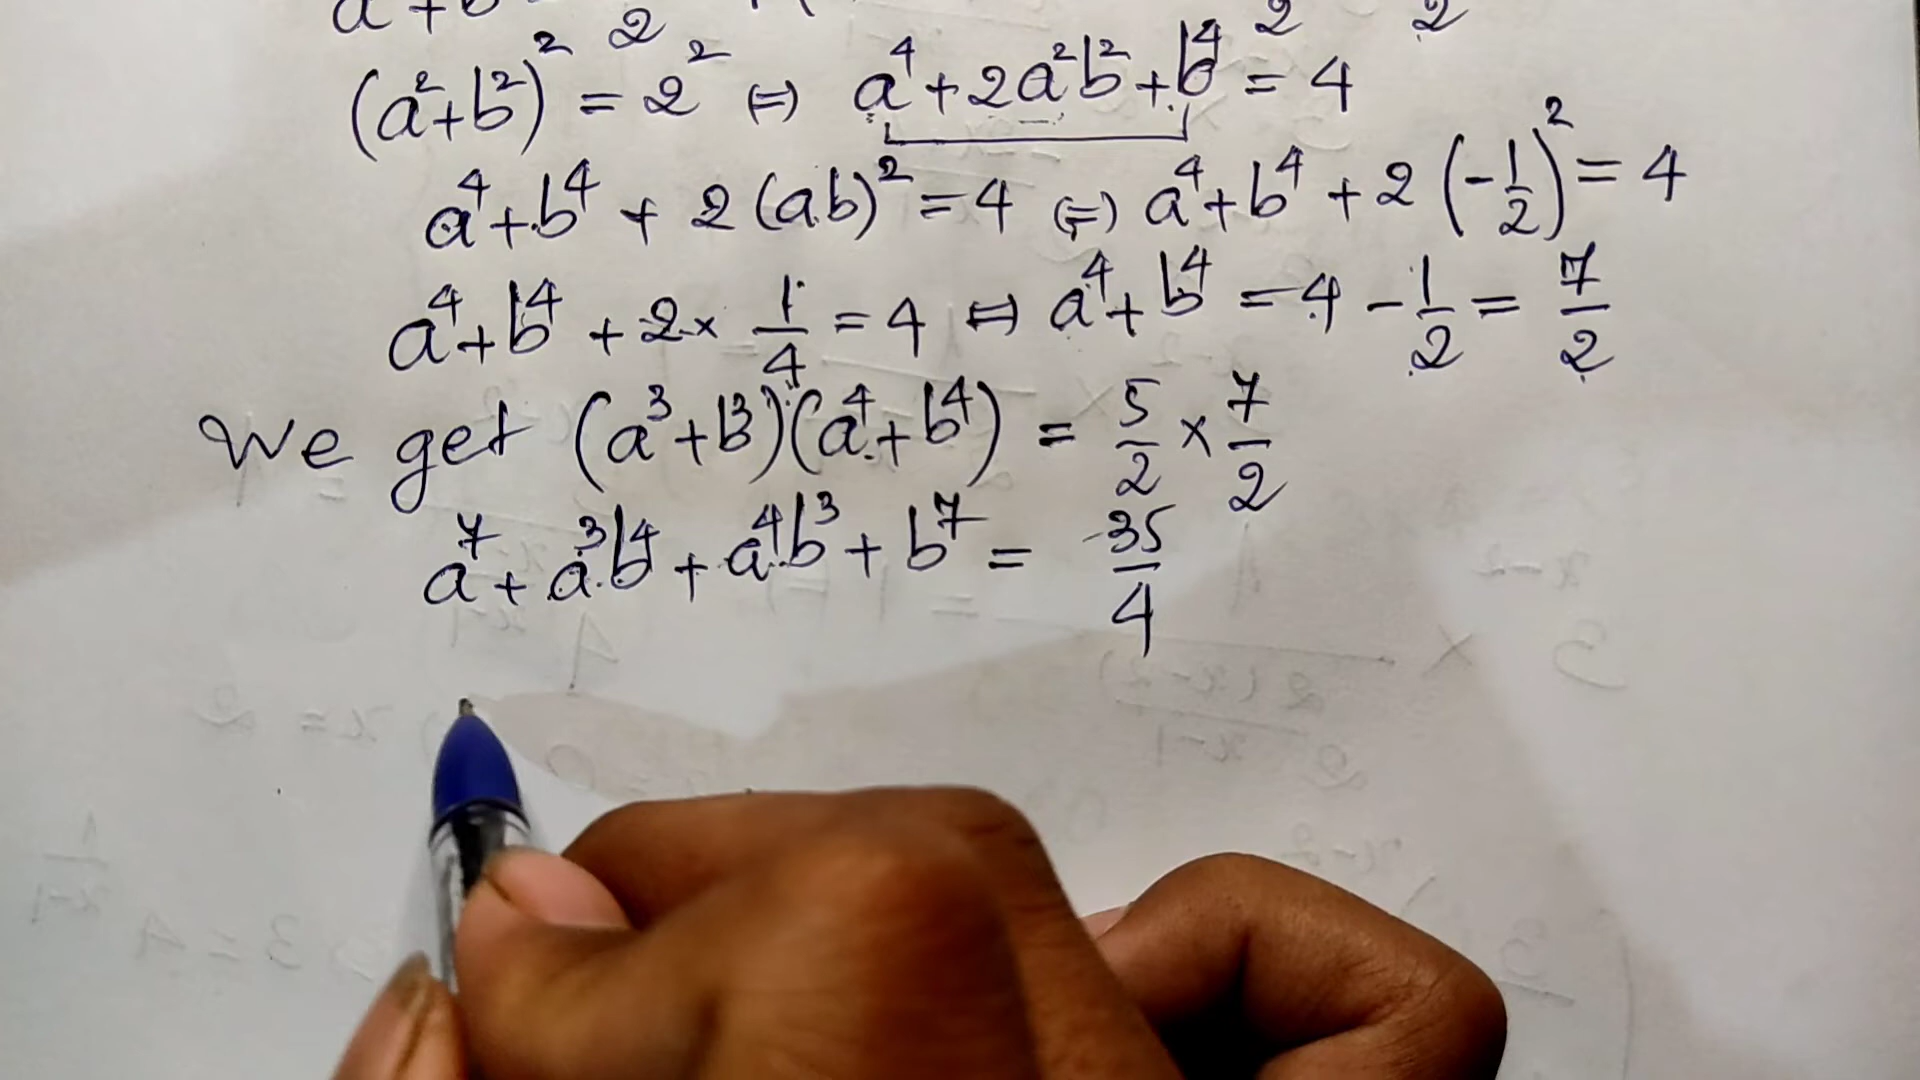 (a²+b²)² = 2² ⇔ a⁴+2a²b²+b⁴ = 4
a⁴+b⁴ + 2(ab)² = 4 ⇔ a⁴+b⁴ + 2(-1/2)² = 4
a⁴+b⁴ + 2× 1/4 = 4 ⇔ a⁴+b⁴ = 4 - 1/2 = 7/2
We get (a³+b³)(a⁴+b⁴) = 5/2 × 7/2
a⁷ + a³b⁴ + a⁴b³ + b⁷ = 35/4